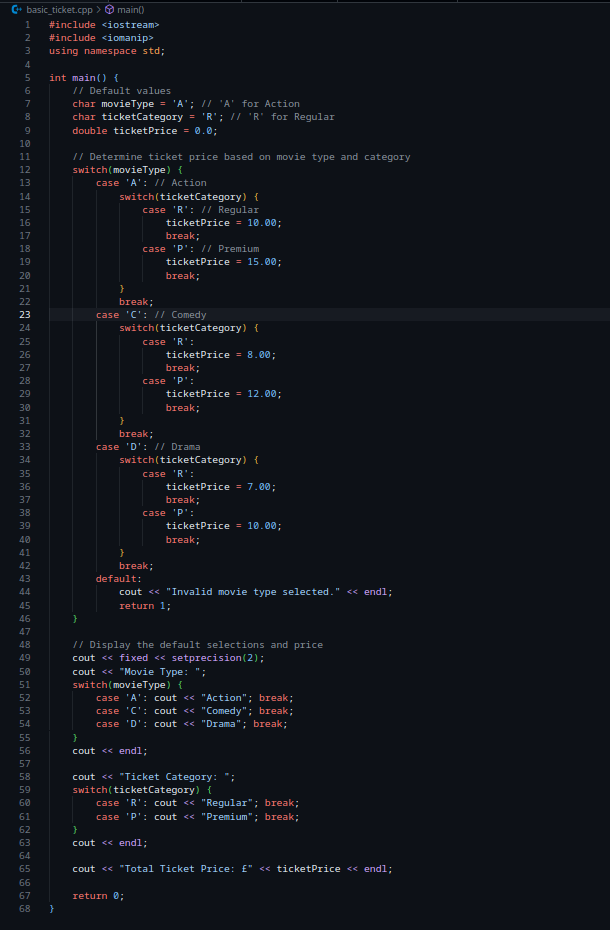 basic_ticket.cpp > main()
1 #include <iostream>
2 #include <iomanip>
3 using namespace std;
4
5 int main() {
6     // Default values
7     char movieType = 'A'; // 'A' for Action
8     char ticketCategory = 'R'; // 'R' for Regular
9     double ticketPrice = 0.0;
10
11     // Determine ticket price based on movie type and category
12     switch(movieType) {
13         case 'A': // Action
14             switch(ticketCategory) {
15                 case 'R': // Regular
16                     ticketPrice = 10.00;
17                     break;
18                 case 'P': // Premium
19                     ticketPrice = 15.00;
20                     break;
21             }
22             break;
23         case 'C': // Comedy
24             switch(ticketCategory) {
25                 case 'R':
26                     ticketPrice = 8.00;
27                     break;
28                 case 'P':
29                     ticketPrice = 12.00;
30                     break;
31             }
32             break;
33         case 'D': // Drama
34             switch(ticketCategory) {
35                 case 'R':
36                     ticketPrice = 7.00;
37                     break;
38                 case 'P':
39                     ticketPrice = 10.00;
40                     break;
41             }
42             break;
43         default:
44             cout << "Invalid movie type selected." << endl;
45             return 1;
46     }
47
48     // Display the default selections and price
49     cout << fixed << setprecision(2);
50     cout << "Movie Type: ";
51     switch(movieType) {
52         case 'A': cout << "Action"; break;
53         case 'C': cout << "Comedy"; break;
54         case 'D': cout << "Drama"; break;
55     }
56     cout << endl;
57
58     cout << "Ticket Category: ";
59     switch(ticketCategory) {
60         case 'R': cout << "Regular"; break;
61         case 'P': cout << "Premium"; break;
62     }
63     cout << endl;
64
65     cout << "Total Ticket Price: £" << ticketPrice << endl;
66
67     return 0;
68 }